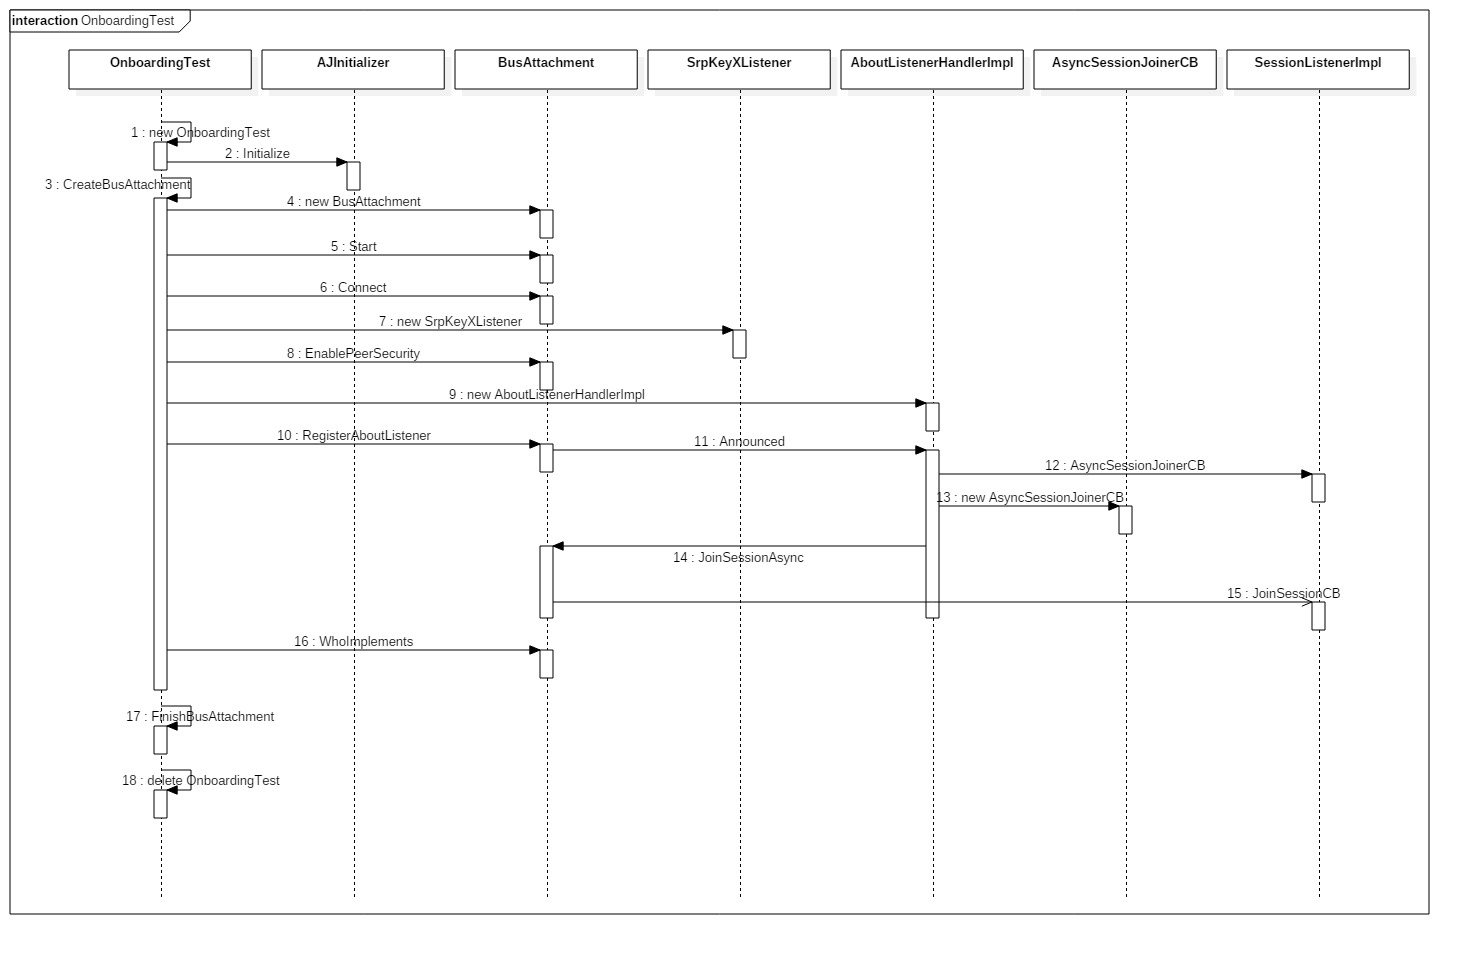 interaction OnboardingTest
OnboardingTest
AJInitializer
BusAttachment
SrpKeyXListener
AboutListenerHandlerImpl
AsyncSessionJoinerCB
SessionListenerImpl
1 : new OnboardingTest
2 : Initialize
3 : CreateBusAttachment
4 : new BusAttachment
5 : Start
6 : Connect
7 : new SrpKeyXListener
8 : EnablePeerSecurity
9 : new AboutListenerHandlerImpl
10 : RegisterAboutListener
11 : Announced
12 : AsyncSessionJoinerCB
13 : new AsyncSessionJoinerCB
14 : JoinSessionAsync
15 : JoinSessionCB
16 : WhoImplements
17 : FinishBusAttachment
18 : delete OnboardingTest